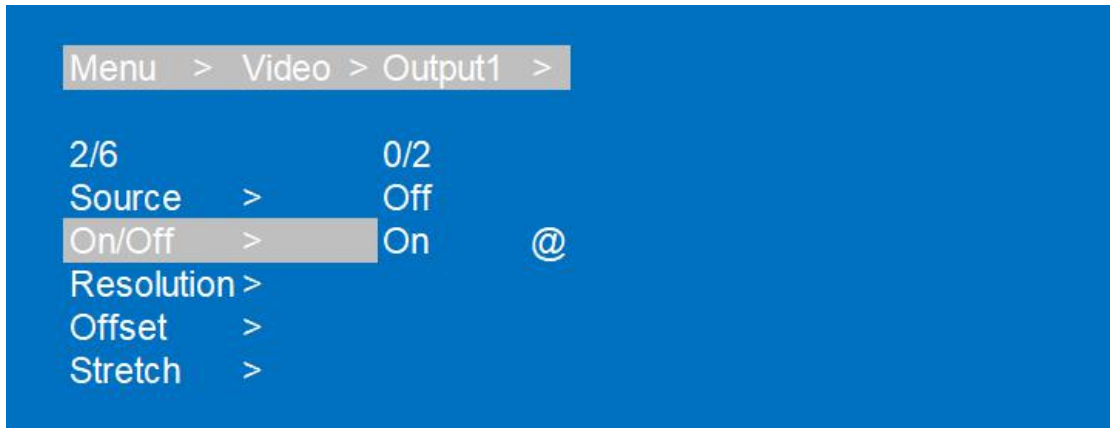 Menu > Video > Output1 >
2/6 0/2
Source > Off
On/Off > On @
Resolution >
Offset >
Stretch >